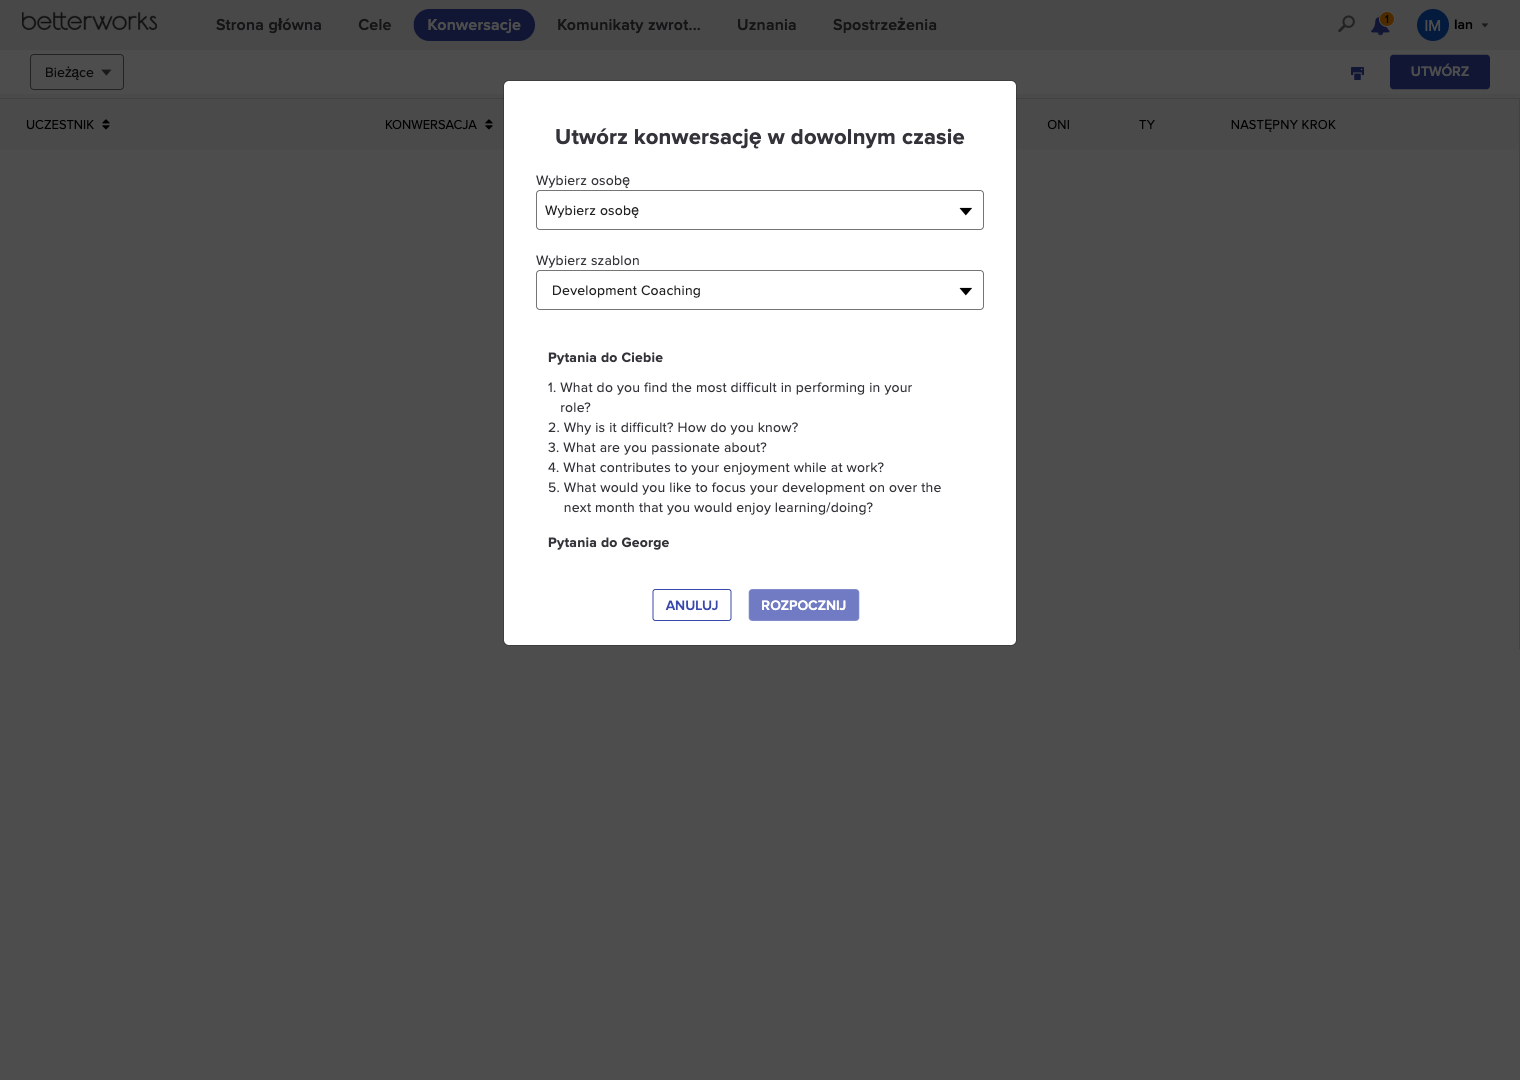 betterworks
Strona główna
Cele
Konwersacje
Komunikaty zwrot...
Uznania
Spostrzeżenia
1
IM
Ian
Bieżące
UTWÓRZ
UCZESTNIK
KONWERSACJA
ONI
TY
NASTĘPNY KROK
Utwórz konwersację w dowolnym czasie
Wybierz osobę
Wybierz osobę
Wybierz szablon
Development Coaching
Pytania do Ciebie
1. What do you find the most difficult in performing in your
role?
2. Why is it difficult? How do you know?
3. What are you passionate about?
4. What contributes to your enjoyment while at work?
5. What would you like to focus your development on over the
next month that you would enjoy learning/doing?
Pytania do George
ANULUJ
ROZPOCZNIJ